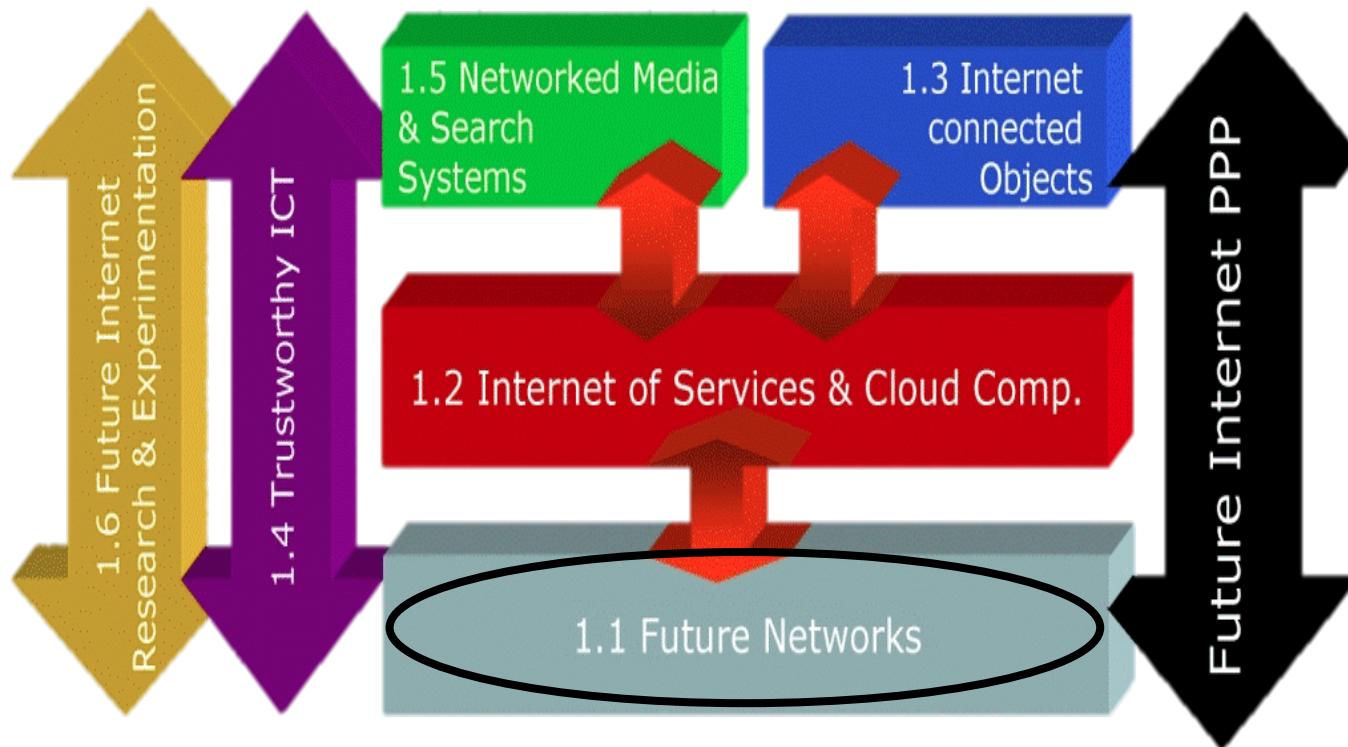 1.6 Future Internet
Research & Experimentation
1.4 Trustworthy ICT
1.5 Networked Media
& Search
Systems
1.3 Internet
connected
Objects
1.2 Internet of Services & Cloud Comp.
1.1 Future Networks
Future Internet PPP